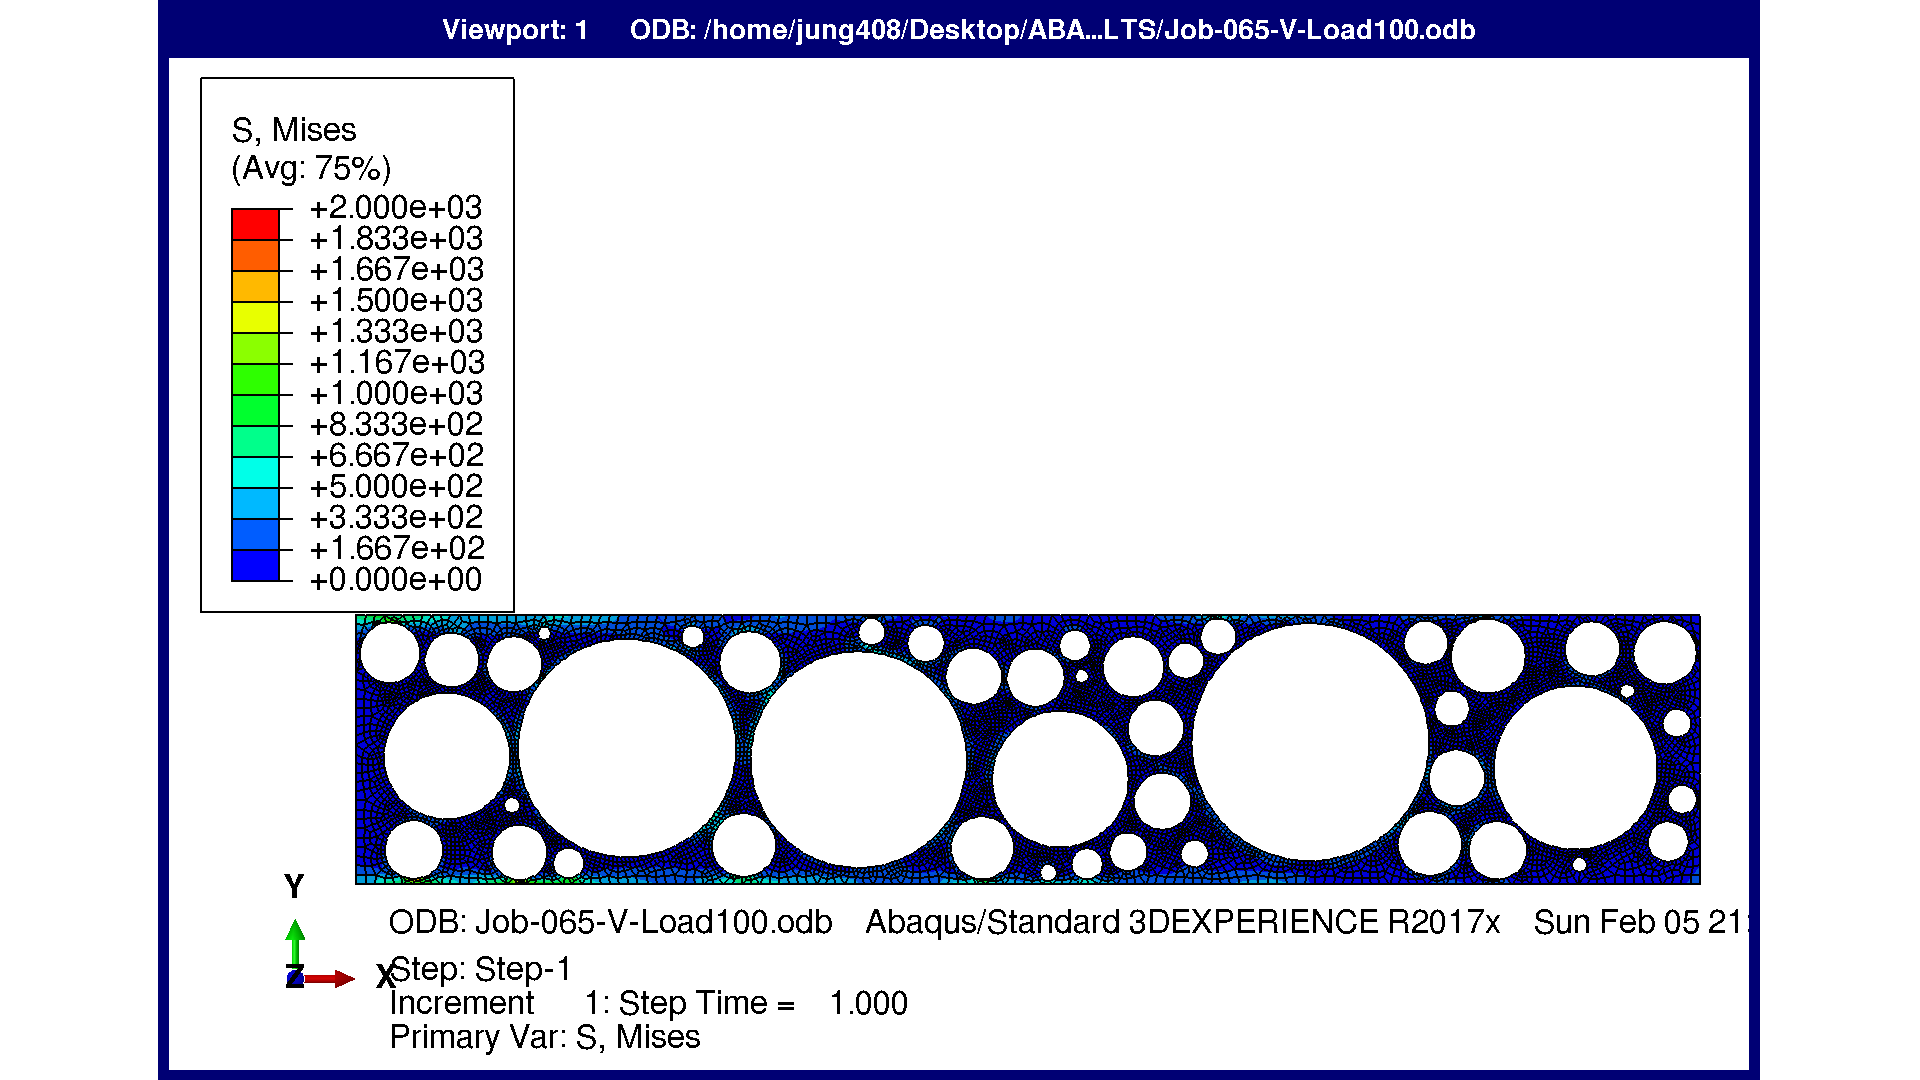 Viewport: 1 ODB: /home/jung408/Desktop/ABA...LTS/Job-065-V-Load100.odb
S, Mises
(Avg: 75%)
+2.000e+03
+1.833e+03
+1.667e+03
+1.500e+03
+1.333e+03
+1.167e+03
+1.000e+03
+8.333e+02
+6.667e+02
+5.000e+02
+3.333e+02
+1.667e+02
+0.000e+00
Y
Z
X
ODB: Job-065-V-Load100.odb Abaqus/Standard 3DEXPERIENCE R2017x Sun Feb 05 21:
Step: Step-1
Increment 1: Step Time = 1.000
Primary Var: S, Mises